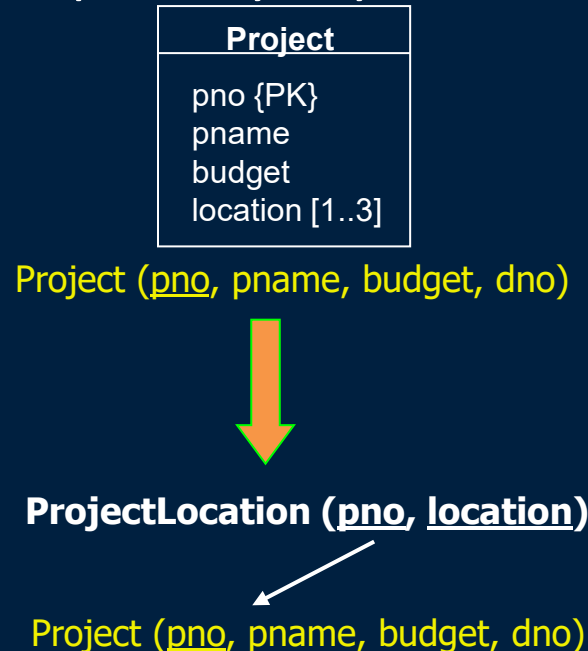 Project
pno {PK}
pname
budget
location [1..3]
Project (pno, pname, budget, dno)
ProjectLocation (pno, location)
Project (pno, pname, budget, dno)